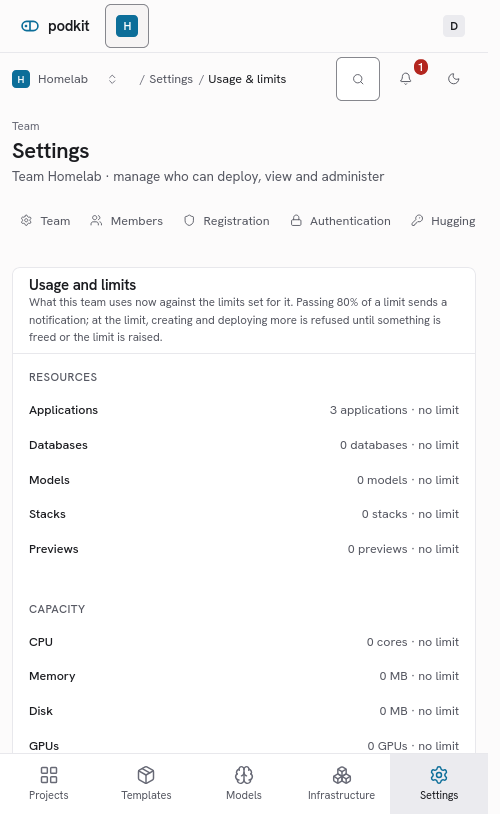 podkit
H
D
H
Homelab
/ Settings / Usage & limits
1
Team
Settings
Team Homelab · manage who can deploy, view and administer
Team
Members
Registration
Authentication
Hugging
Usage and limits
What this team uses now against the limits set for it. Passing 80% of a limit sends a
notification; at the limit, creating and deploying more is refused until something is
freed or the limit is raised.
RESOURCES
Applications
3 applications · no limit
Databases
0 databases · no limit
Models
0 models · no limit
Stacks
0 stacks · no limit
Previews
0 previews · no limit
CAPACITY
CPU
0 cores · no limit
Memory
0 MB · no limit
Disk
0 MB · no limit
GPUs
0 GPUs · no limit
Projects
Templates
Models
Infrastructure
Settings